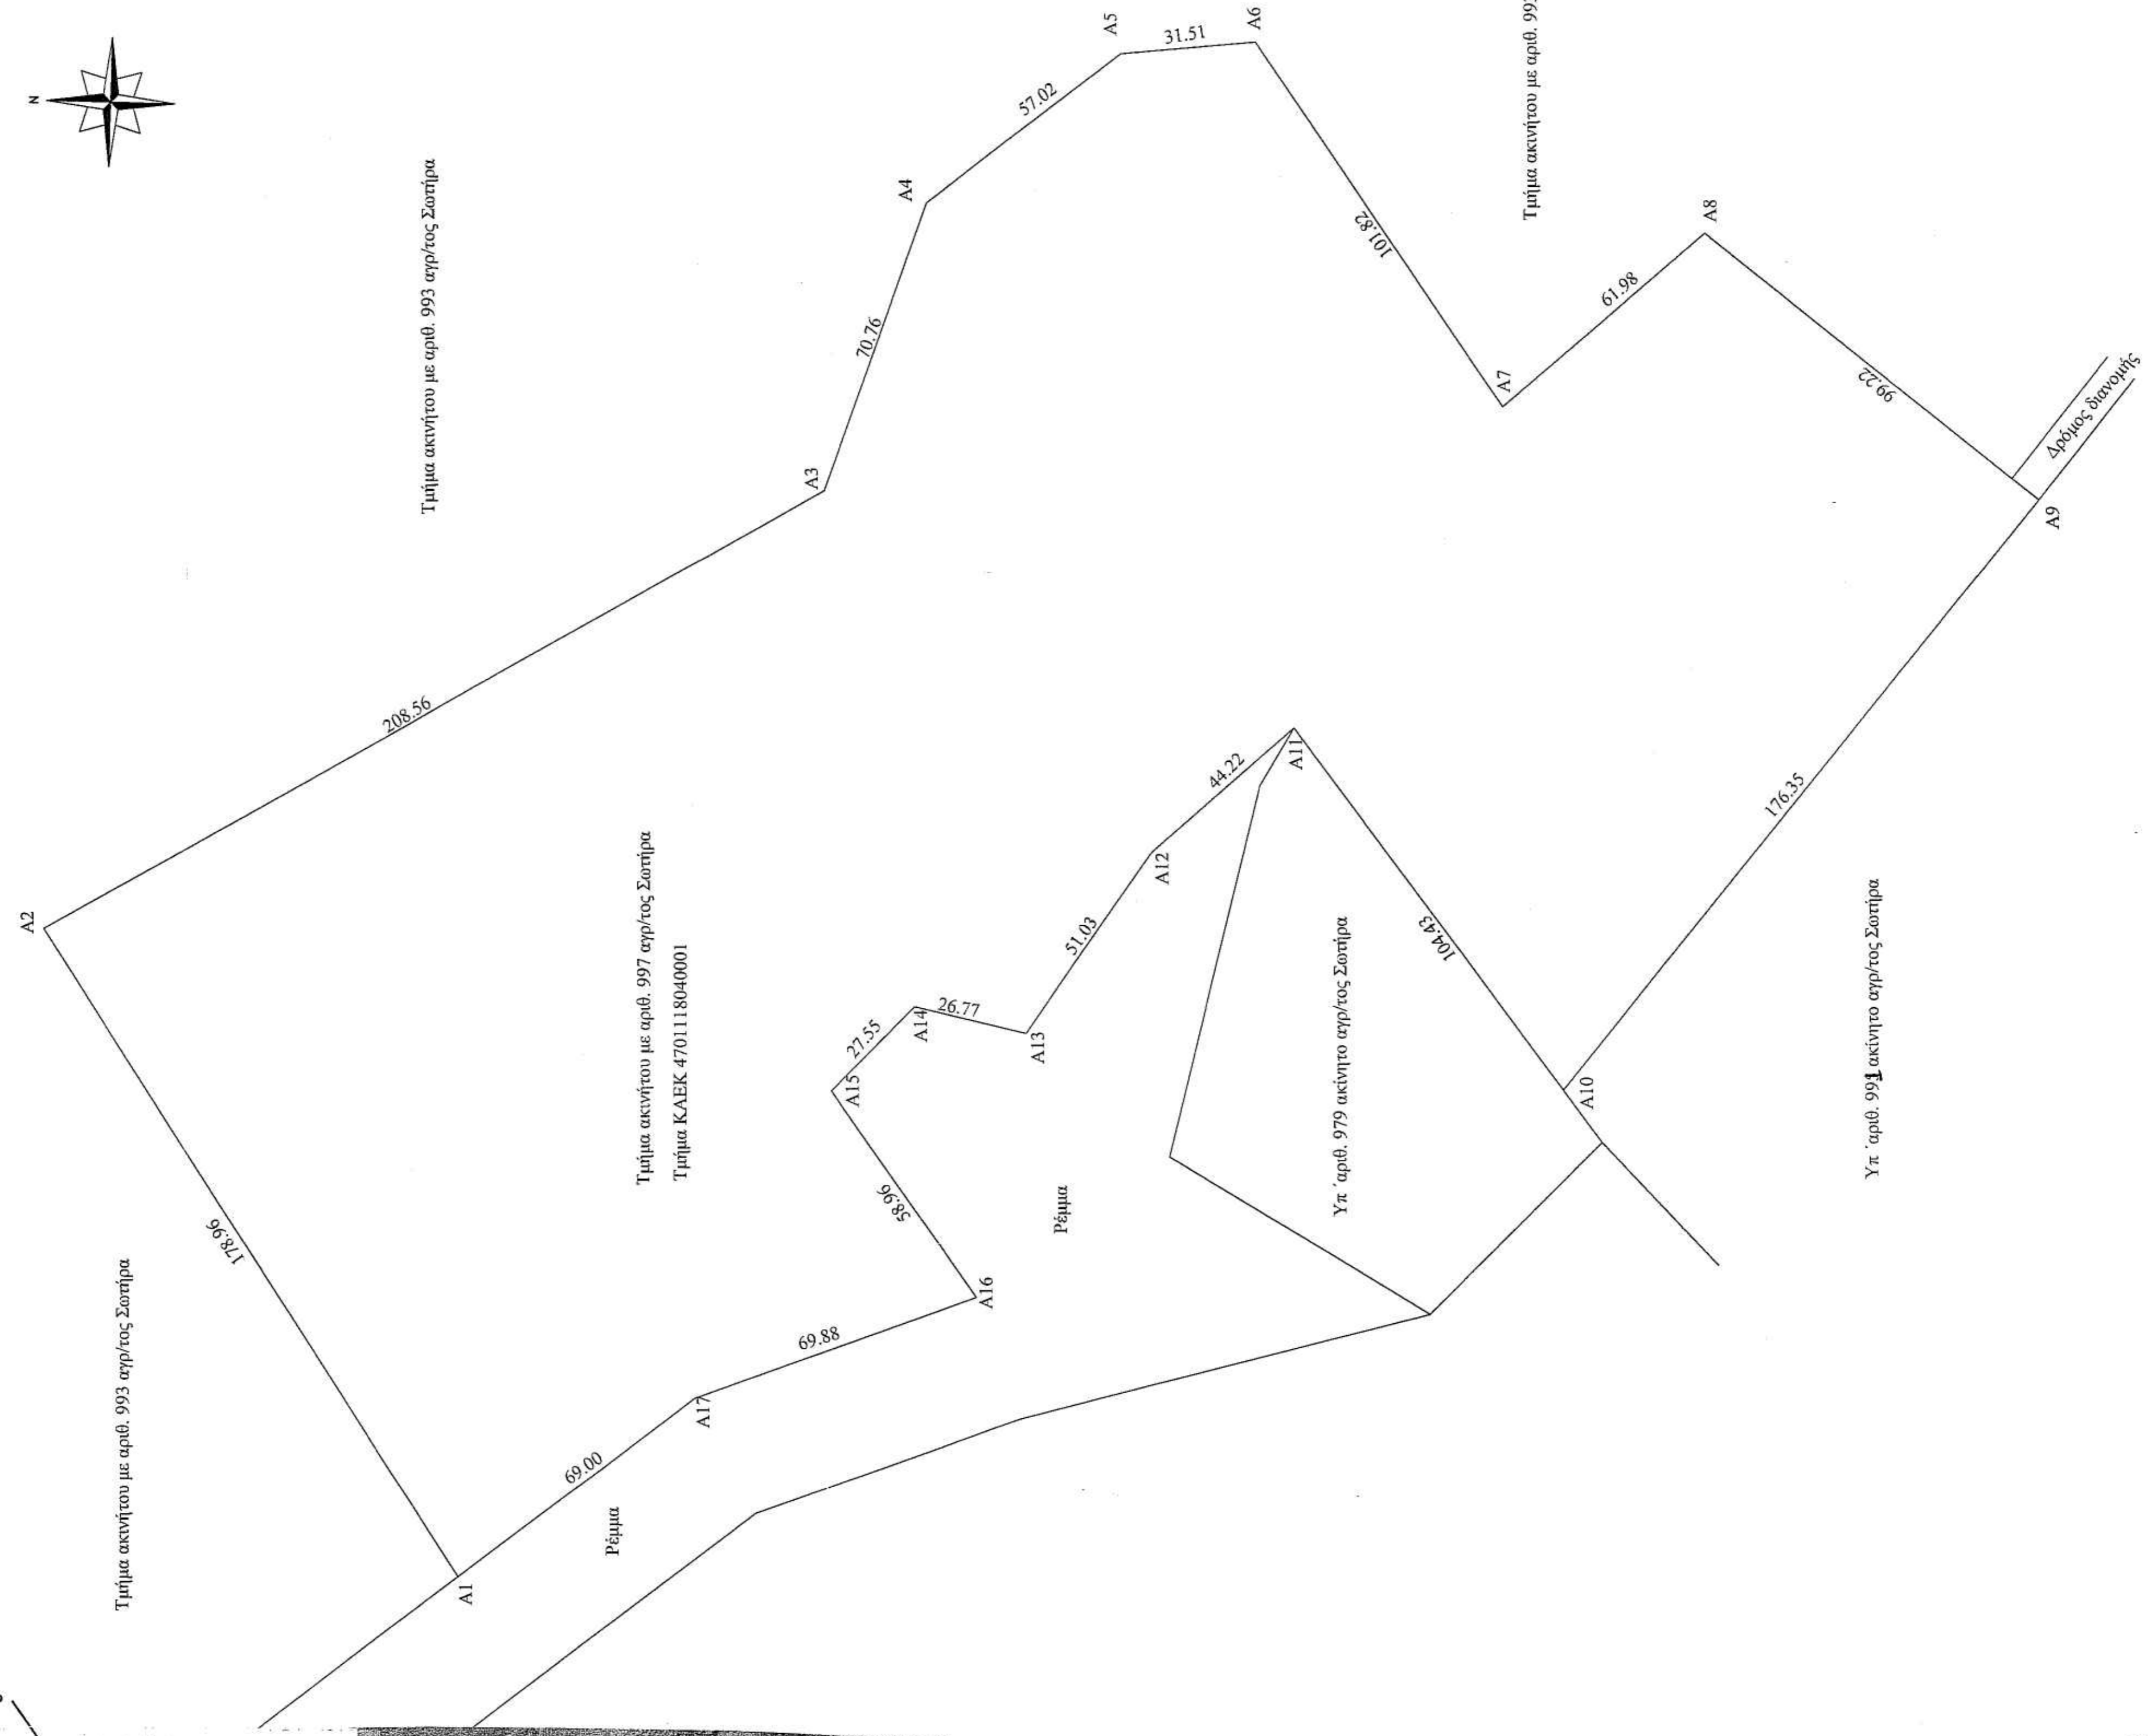 N
Τμήμα ακινήτου με αριθ. 993 αγρ/τος Σωτήρα
Τμήμα ακινήτου με αριθ. 993 αγρ/τος Σωτήρα
Τμήμα ακινήτου με αριθ. 997 αγρ/τος Σωτήρα
Τμήμα ΚΑΕΚ 4701118040001
Υπ΄αριθ. 979 ακίνητο αγρ/τος Σωτήρα
Υπ΄αριθ. 991 ακίνητο αγρ/τος Σωτήρα
Τμήμα ακινήτου με αριθ.
Δρόμος διανομής
Ρέμμα
Ρέμμα
A1
178.96
A2
208.56
A3
70.76
A4
57.02
A5
31.51
A6
101.82
A7
61.98
A8
99.22
A9
176.35
A10
104.43
A11
44.22
A12
51.03
A13
26.77
A14
27.55
A15
58.96
A16
69.88
A17
69.00